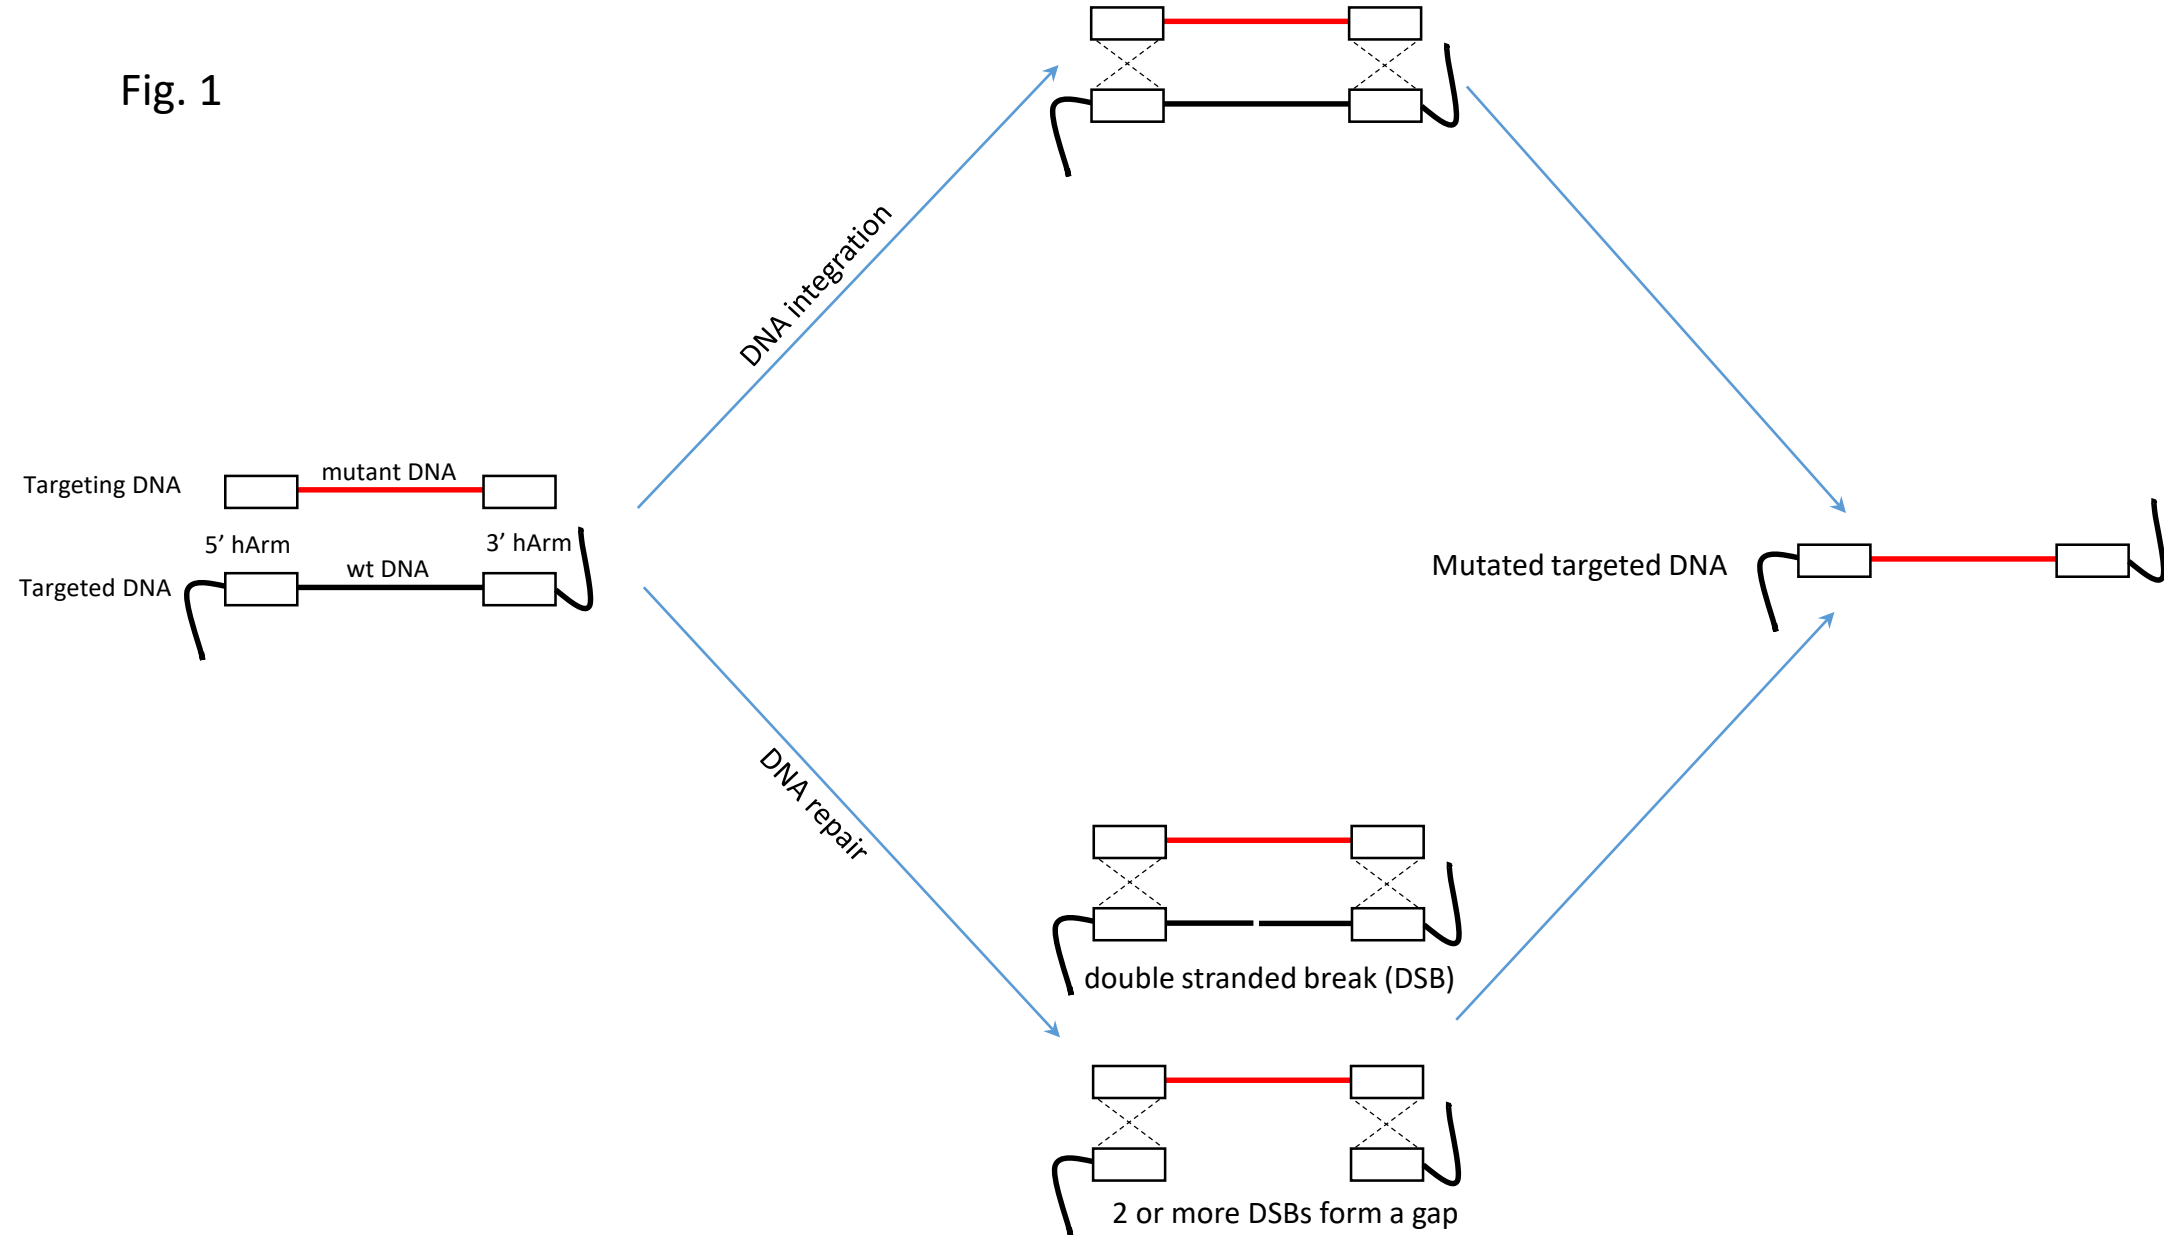 Fig. 1
DNA integration
Targeting DNA
mutant DNA
5’ hArm
3’ hArm
Targeted DNA
wt DNA
Mutated targeted DNA
DNA repair
double stranded break (DSB)
2 or more DSBs form a gap